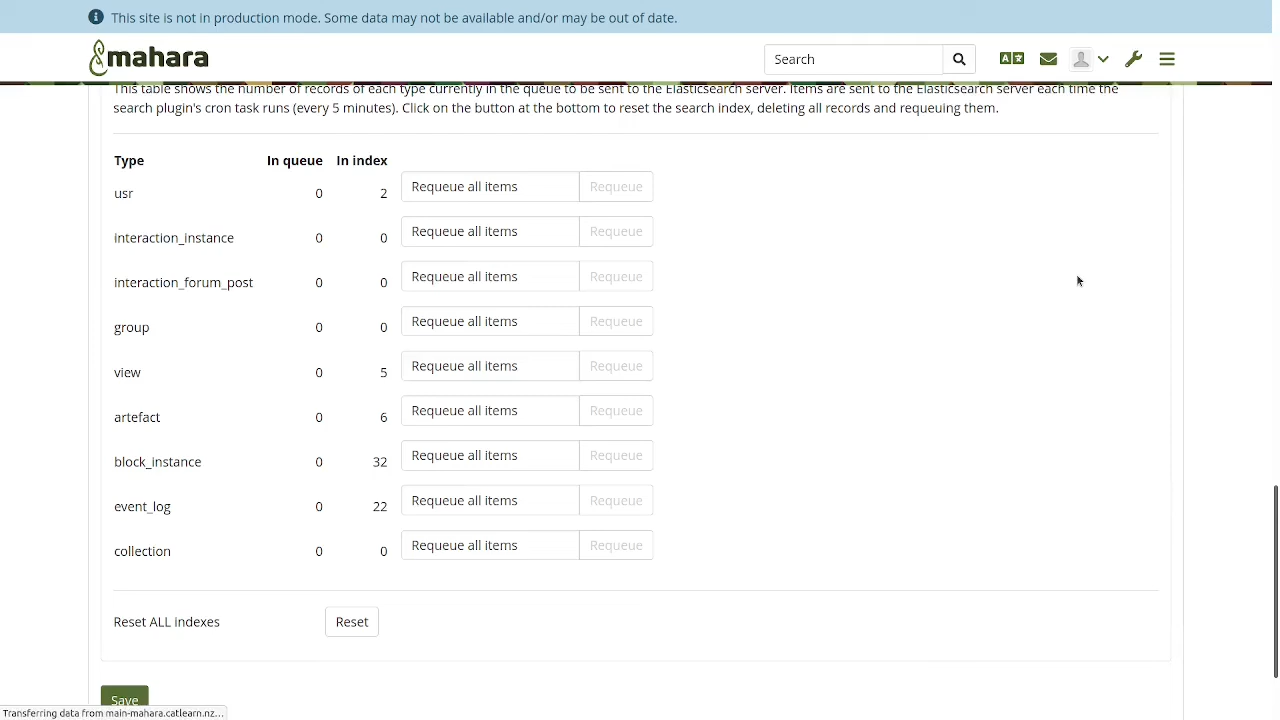 This site is not in production mode. Some data may not be available and/or may be out of date.
mahara
Search
This table shows the number of records of each type currently in the queue to be sent to the Elasticsearch server. Items are sent to the Elasticsearch server each time the
search plugin's cron task runs (every 5 minutes). Click on the button at the bottom to reset the search index, deleting all records and requeuing them.
Type In queue In index
usr 0 2 Requeue all items Requeue
interaction_instance 0 0 Requeue all items Requeue
interaction_forum_post 0 0 Requeue all items Requeue
group 0 0 Requeue all items Requeue
view 0 5 Requeue all items Requeue
artefact 0 6 Requeue all items Requeue
block_instance 0 32 Requeue all items Requeue
event_log 0 22 Requeue all items Requeue
collection 0 0 Requeue all items Requeue
Reset ALL indexes Reset
Save
Transferring data from main-mahara.catlearn.nz...